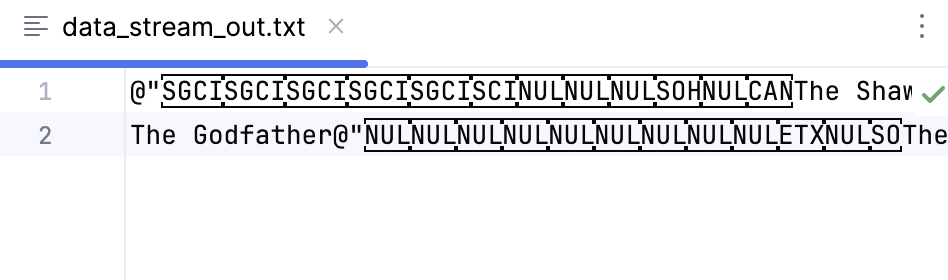 data_stream_out.txt
1 @"SGCISGCISGCISGCISGCISCINULNULNULSOHNULCANThe Shaw
2 The Godfather@"NULNULNULNULNULNULNULNULNULETXNULSOThe